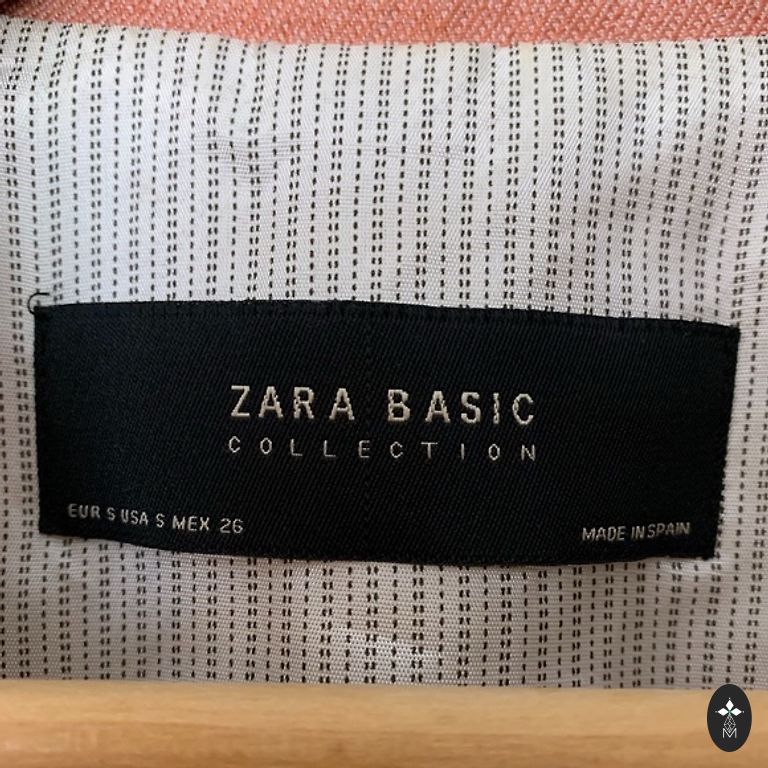 ZARA BASIC
COLLECTION
EUR S USA S MEX 26
MADE IN SPAIN
M